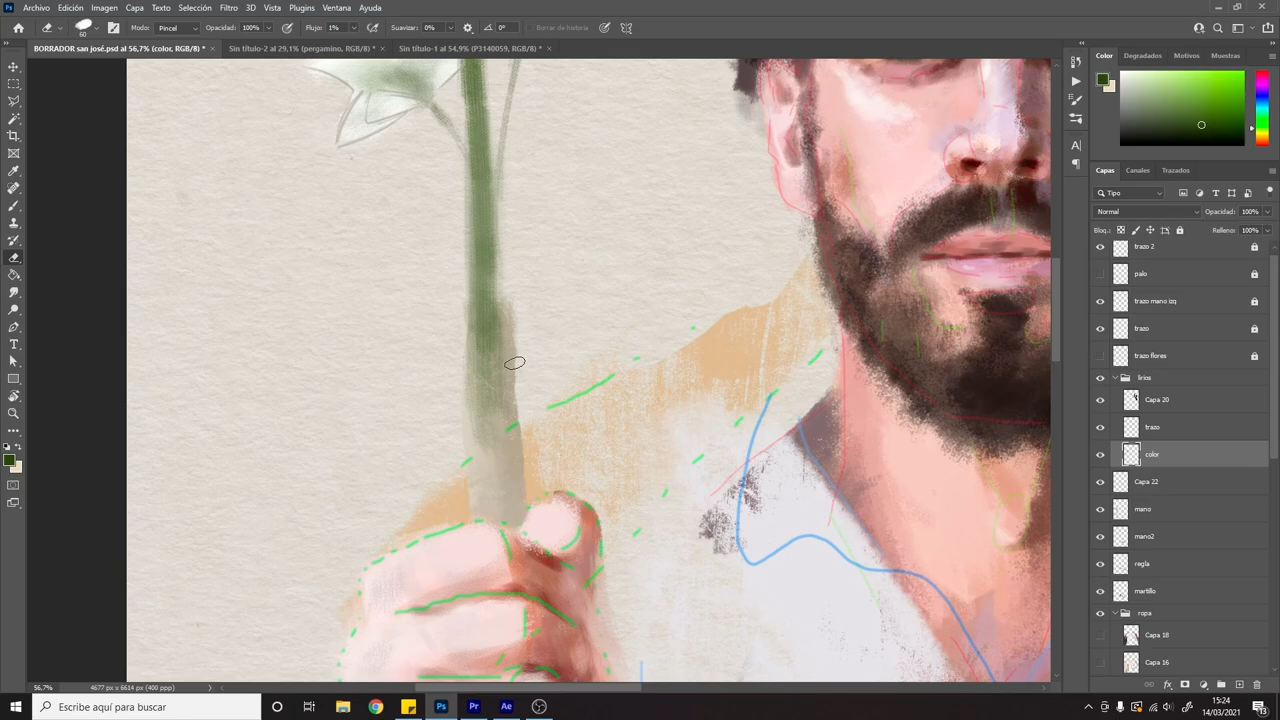 Archivo Edición Imagen Capa Texto Selección Filtro 3D Vista Plugins Ventana Ayuda
60 Modo: Pincel Opacidad: 100% Flujo: 1% Suavizar: 0% 0° Borrar de historia
BORRADOR san josé.psd al 56,7% (color, RGB/8) * × Sin título-2 al 29,1% (pergamino, RGB/8) * × Sin título-1 al 54,9% (P3140059, RGB/8) * ×
Color Degradados Motivos Muestras
Capas Canales Trazados
Tipo
Normal Opacidad: 100%
Bloq.: Relleno: 100%
trazo 2
palo
trazo mano izq
trazo
trazo flores
lirios
Capa 20
trazo
color
Capa 22
mano
mano2
regla
martillo
ropa
Capa 18
Capa 16
56,7% 4677 px x 6614 px (400 ppp)
Escribe aquí para buscar
Ps Pr Ae
15:24
14/03/2021
13